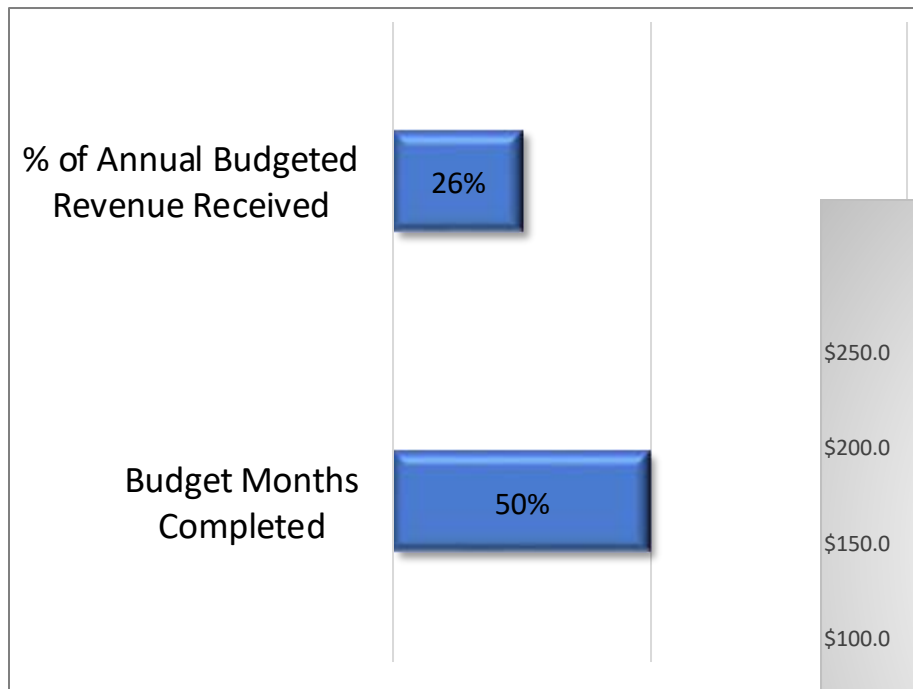 % of Annual Budgeted
Revenue Received
26%
Budget Months
Completed
50%
$250.0
$200.0
$150.0
$100.0